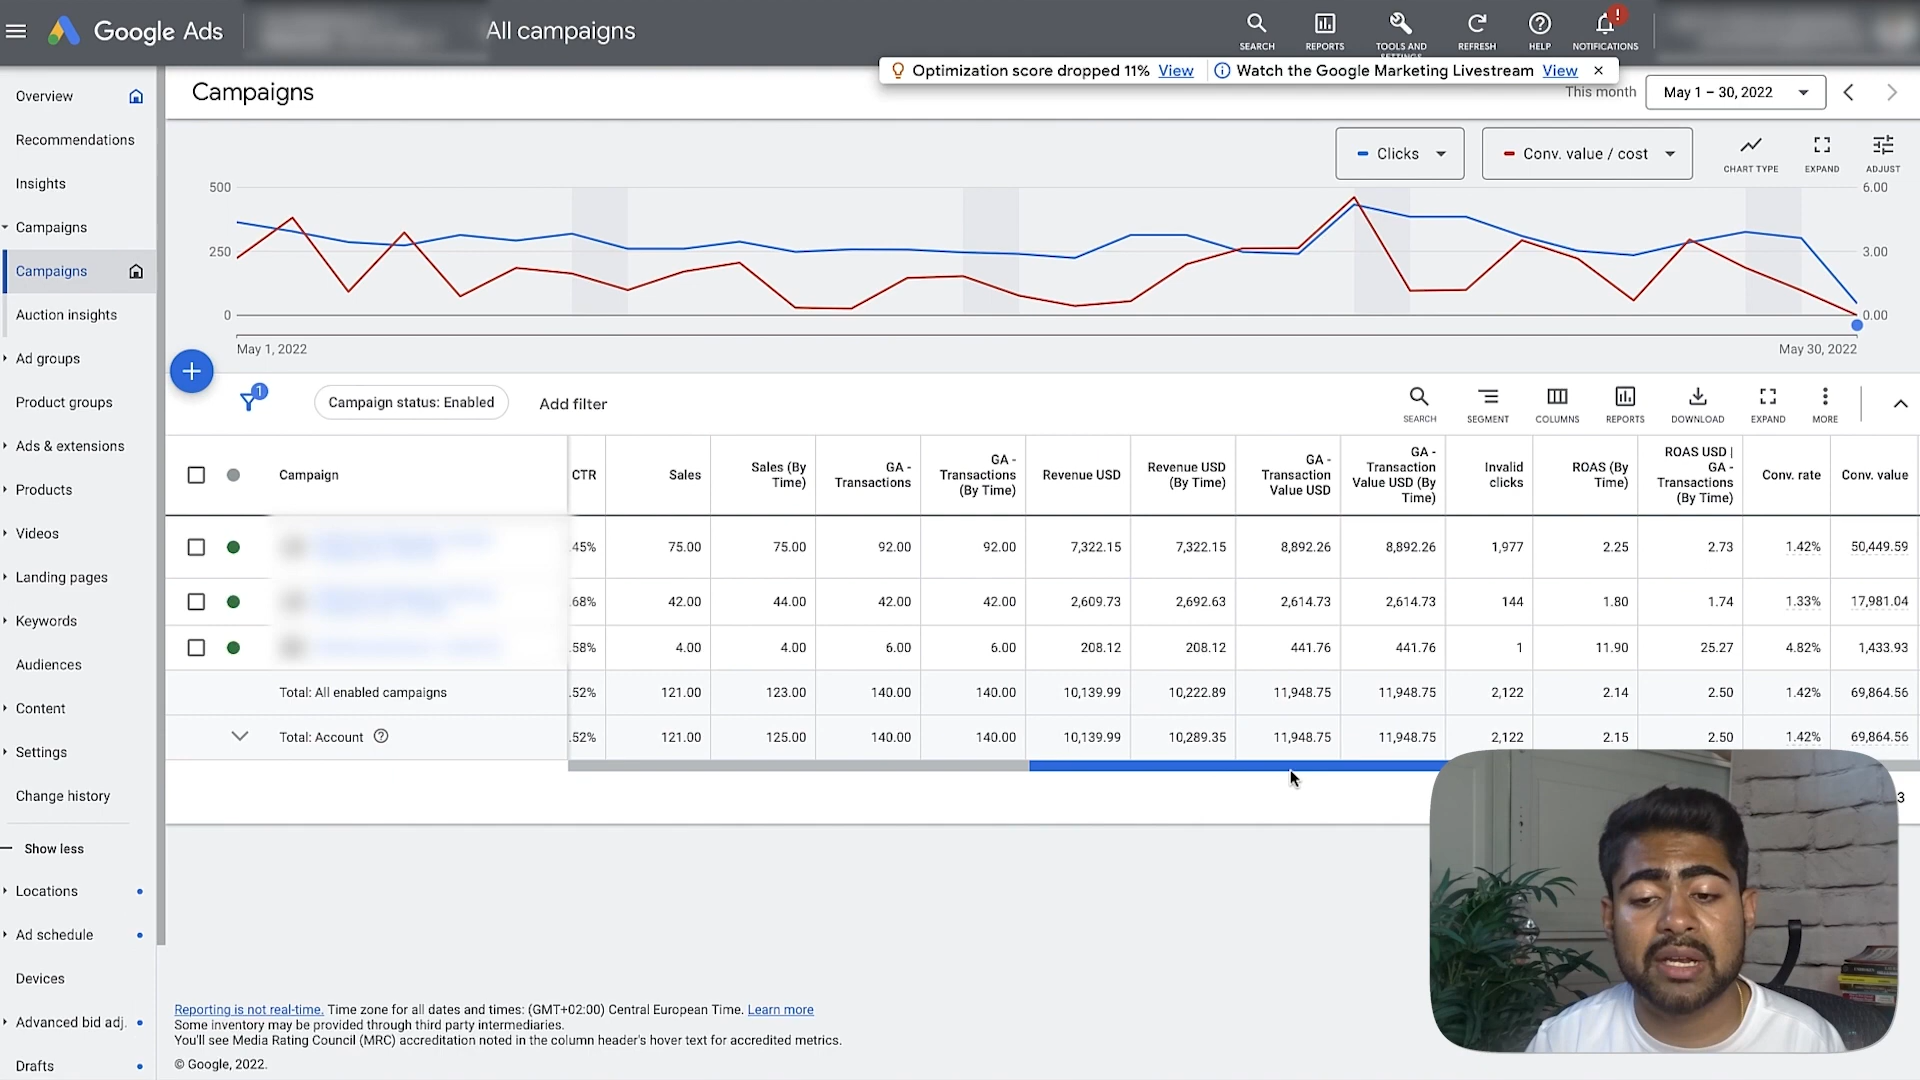 Google Ads
All campaigns
SEARCH
REPORTS
TOOLS AND
SETTINGS
REFRESH
HELP
!
NOTIFICATIONS
Optimization score dropped 11% View
Watch the Google Marketing Livestream View
Campaigns
This month
May 1 – 30, 2022
Overview
Recommendations
Insights
Campaigns
Campaigns
Auction insights
Ad groups
Product groups
Ads & extensions
Products
Videos
Landing pages
Keywords
Audiences
Content
Settings
Change history
Show less
Locations
Ad schedule
Devices
Advanced bid adj.
Drafts
Clicks
Conv. value / cost
CHART TYPE
EXPAND
ADJUST
500
250
0
6.00
3.00
0.00
May 1, 2022
May 30, 2022
1
Campaign status: Enabled
Add filter
SEARCH
SEGMENT
COLUMNS
REPORTS
DOWNLOAD
EXPAND
MORE
Campaign
CTR
Sales
Sales (By
Time)
GA -
Transactions
GA -
Transactions
(By Time)
Revenue USD
Revenue USD
(By Time)
GA -
Transaction
Value USD
GA -
Transaction
Value USD (By
Time)
Invalid
clicks
ROAS (By
Time)
ROAS USD |
GA -
Transactions
(By Time)
Conv. rate
Conv. value
.45% 75.00 75.00 92.00 92.00 7,322.15 7,322.15 8,892.26 8,892.26 1,977 2.25 2.73 1.42% 50,449.59
.68% 42.00 44.00 42.00 42.00 2,609.73 2,692.63 2,614.73 2,614.73 144 1.80 1.74 1.33% 17,981.04
.58% 4.00 4.00 6.00 6.00 208.12 208.12 441.76 441.76 1 11.90 25.27 4.82% 1,433.93
Total: All enabled campaigns .52% 121.00 123.00 140.00 140.00 10,139.99 10,222.89 11,948.75 11,948.75 2,122 2.14 2.50 1.42% 69,864.56
Total: Account .52% 121.00 125.00 140.00 140.00 10,139.99 10,289.35 11,948.75 11,948.75 2,122 2.15 2.50 1.42% 69,864.56
3
Reporting is not real-time. Time zone for all dates and times: (GMT+02:00) Central European Time. Learn more
Some inventory may be provided through third party intermediaries.
You'll see Media Rating Council (MRC) accreditation noted in the column header's hover text for accredited metrics.
© Google, 2022.